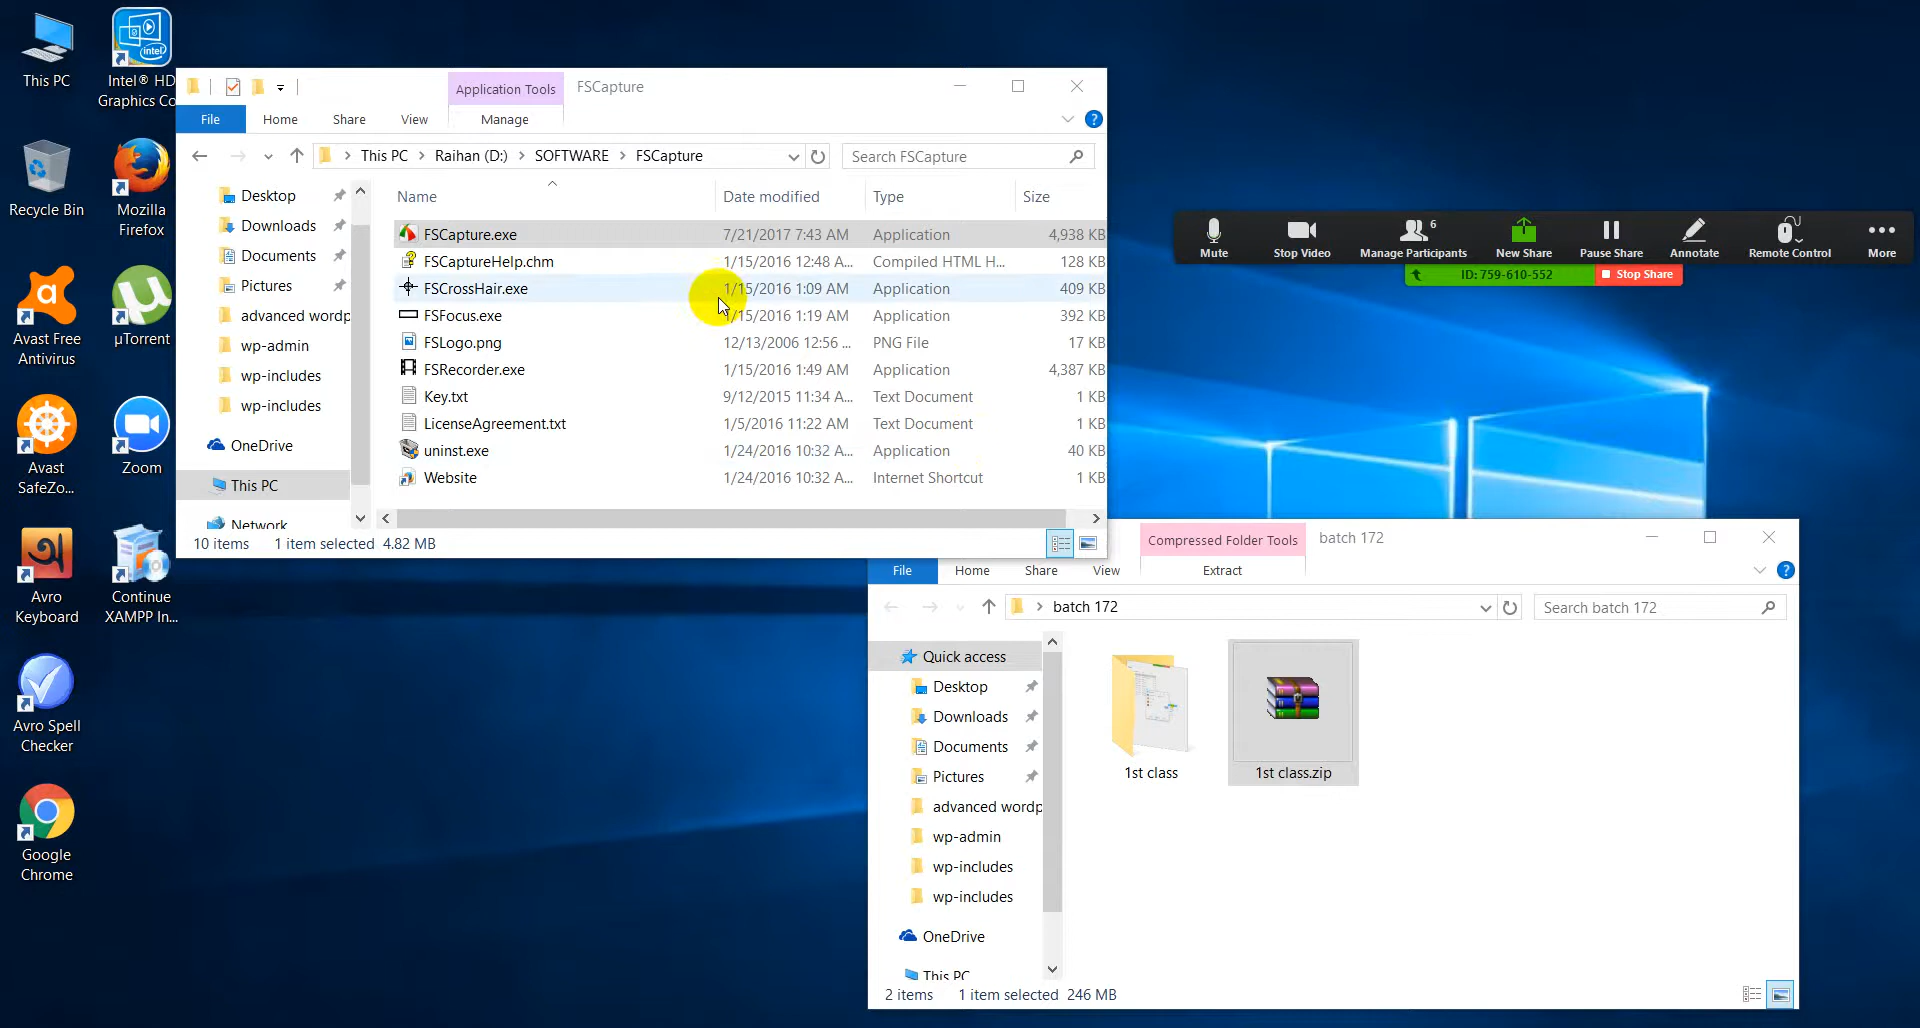 This PC
Intel® HD
Graphics Co...
Recycle Bin
Mozilla
Firefox
Avast Free
Antivirus
µTorrent
Avast
SafeZo...
Zoom
Avro
Keyboard
Continue
XAMPP In...
Avro Spell
Checker
Google
Chrome
Application Tools
FSCapture
File
Home
Share
View
Manage
This PC
Raihan (D:)
SOFTWARE
FSCapture
Search FSCapture
Desktop
Downloads
Documents
Pictures
advanced wordp
wp-admin
wp-includes
wp-includes
OneDrive
This PC
Network
Name Date modified Type Size
FSCapture.exe 7/21/2017 7:43 AM Application 4,938 KB
FSCaptureHelp.chm 1/15/2016 12:48 A... Compiled HTML H... 128 KB
FSCrossHair.exe 1/15/2016 1:09 AM Application 409 KB
FSFocus.exe 1/15/2016 1:19 AM Application 392 KB
FSLogo.png 12/13/2006 12:56 ... PNG File 17 KB
FSRecorder.exe 1/15/2016 1:49 AM Application 4,387 KB
Key.txt 9/12/2015 11:34 A... Text Document 1 KB
LicenseAgreement.txt 1/5/2016 11:22 AM Text Document 1 KB
uninst.exe 1/24/2016 10:32 A... Application 40 KB
Website 1/24/2016 10:32 A... Internet Shortcut 1 KB
10 items 1 item selected 4.82 MB
Mute
Stop Video
6
Manage Participants
New Share
Pause Share
Annotate
Remote Control
More
ID: 759-610-552
Stop Share
Compressed Folder Tools
batch 172
File
Home
Share
View
Extract
batch 172
Search batch 172
Quick access
Desktop
Downloads
Documents
Pictures
advanced wordp
wp-admin
wp-includes
wp-includes
OneDrive
This PC
1st class
1st class.zip
2 items 1 item selected 246 MB